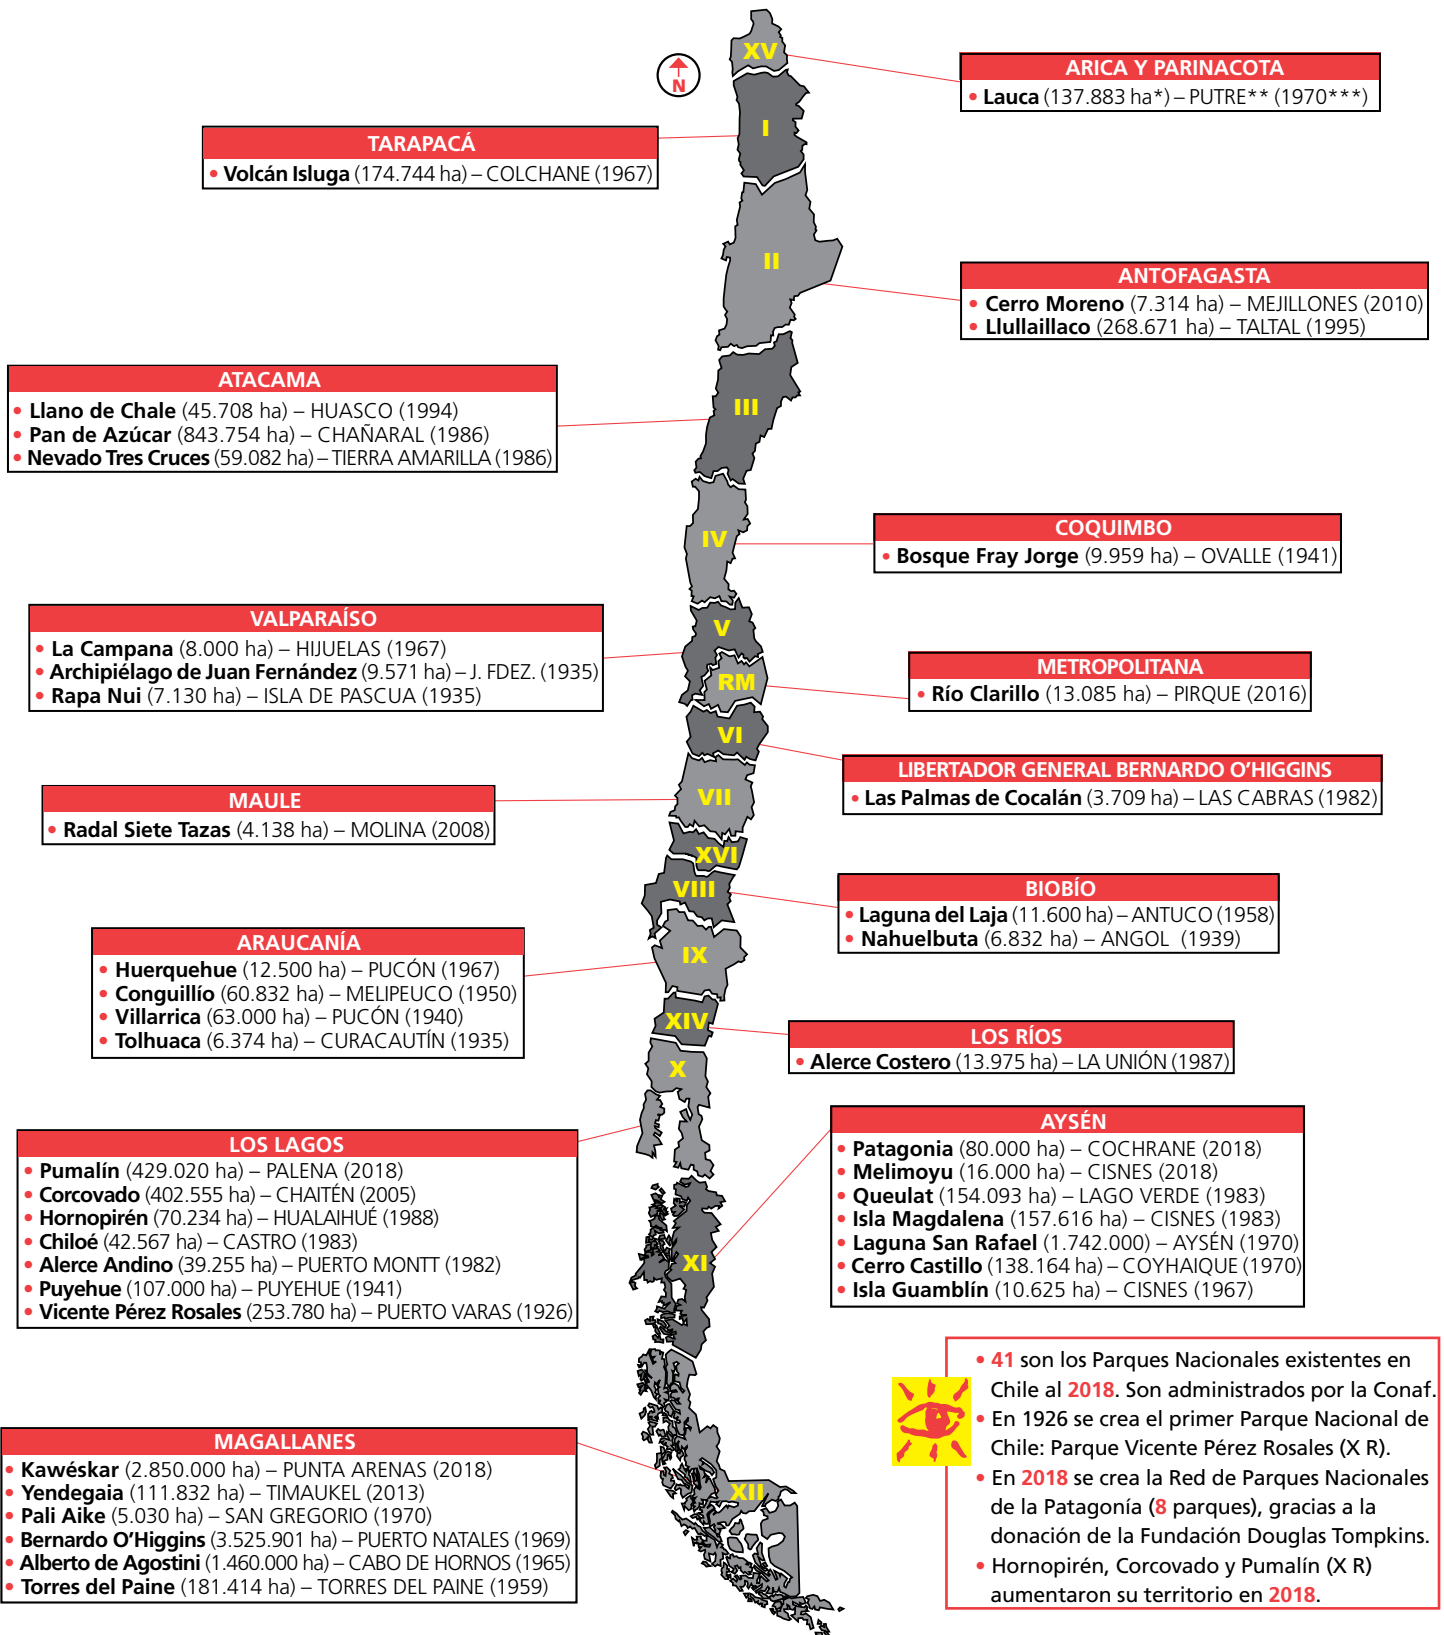 XV
N
ARICA Y PARINACOTA
• Lauca (137.883 ha*) – PUTRE** (1970***)
I
TARAPACÁ
• Volcán Isluga (174.744 ha) – COLCHANE (1967)
II
ANTOFAGASTA
• Cerro Moreno (7.314 ha) – MEJILLONES (2010)
• Llullaillaco (268.671 ha) – TALTAL (1995)
ATACAMA
• Llano de Chale (45.708 ha) – HUASCO (1994)
• Pan de Azúcar (843.754 ha) – CHAÑARAL (1986)
• Nevado Tres Cruces (59.082 ha) – TIERRA AMARILLA (1986)
III
IV
COQUIMBO
• Bosque Fray Jorge (9.959 ha) – OVALLE (1941)
VALPARAÍSO
• La Campana (8.000 ha) – HIJUELAS (1967)
• Archipiélago de Juan Fernández (9.571 ha) – J. FDEZ. (1935)
• Rapa Nui (7.130 ha) – ISLA DE PASCUA (1935)
V
RM
METROPOLITANA
• Río Clarillo (13.085 ha) – PIRQUE (2016)
VI
LIBERTADOR GENERAL BERNARDO O'HIGGINS
• Las Palmas de Cocalán (3.709 ha) – LAS CABRAS (1982)
MAULE
• Radal Siete Tazas (4.138 ha) – MOLINA (2008)
VII
XVI
VIII
BIOBÍO
• Laguna del Laja (11.600 ha) – ANTUCO (1958)
• Nahuelbuta (6.832 ha) – ANGOL (1939)
ARAUCANÍA
• Huerquehue (12.500 ha) – PUCÓN (1967)
• Conguillío (60.832 ha) – MELIPEUCO (1950)
• Villarrica (63.000 ha) – PUCÓN (1940)
• Tolhuaca (6.374 ha) – CURACAUTÍN (1935)
IX
XIV
LOS RÍOS
• Alerce Costero (13.975 ha) – LA UNIÓN (1987)
X
LOS LAGOS
• Pumalín (429.020 ha) – PALENA (2018)
• Corcovado (402.555 ha) – CHAITÉN (2005)
• Hornopirén (70.234 ha) – HUALAIHUÉ (1988)
• Chiloé (42.567 ha) – CASTRO (1983)
• Alerce Andino (39.255 ha) – PUERTO MONTT (1982)
• Puyehue (107.000 ha) – PUYEHUE (1941)
• Vicente Pérez Rosales (253.780 ha) – PUERTO VARAS (1926)
AYSÉN
• Patagonia (80.000 ha) – COCHRANE (2018)
• Melimoyu (16.000 ha) – CISNES (2018)
• Queulat (154.093 ha) – LAGO VERDE (1983)
• Isla Magdalena (157.616 ha) – CISNES (1983)
• Laguna San Rafael (1.742.000) – AYSÉN (1970)
• Cerro Castillo (138.164 ha) – COYHAIQUE (1970)
• Isla Guamblín (10.625 ha) – CISNES (1967)
XI
MAGALLANES
• Kawéskar (2.850.000 ha) – PUNTA ARENAS (2018)
• Yendegaia (111.832 ha) – TIMAUKEL (2013)
• Pali Aike (5.030 ha) – SAN GREGORIO (1970)
• Bernardo O'Higgins (3.525.901 ha) – PUERTO NATALES (1969)
• Alberto de Agostini (1.460.000 ha) – CABO DE HORNOS (1965)
• Torres del Paine (181.414 ha) – TORRES DEL PAINE (1959)
XII
• 41 son los Parques Nacionales existentes en
Chile al 2018. Son administrados por la Conaf.
• En 1926 se crea el primer Parque Nacional de
Chile: Parque Vicente Pérez Rosales (X R).
• En 2018 se crea la Red de Parques Nacionales
de la Patagonía (8 parques), gracias a la
donación de la Fundación Douglas Tompkins.
• Hornopirén, Corcovado y Pumalín (X R)
aumentaron su territorio en 2018.